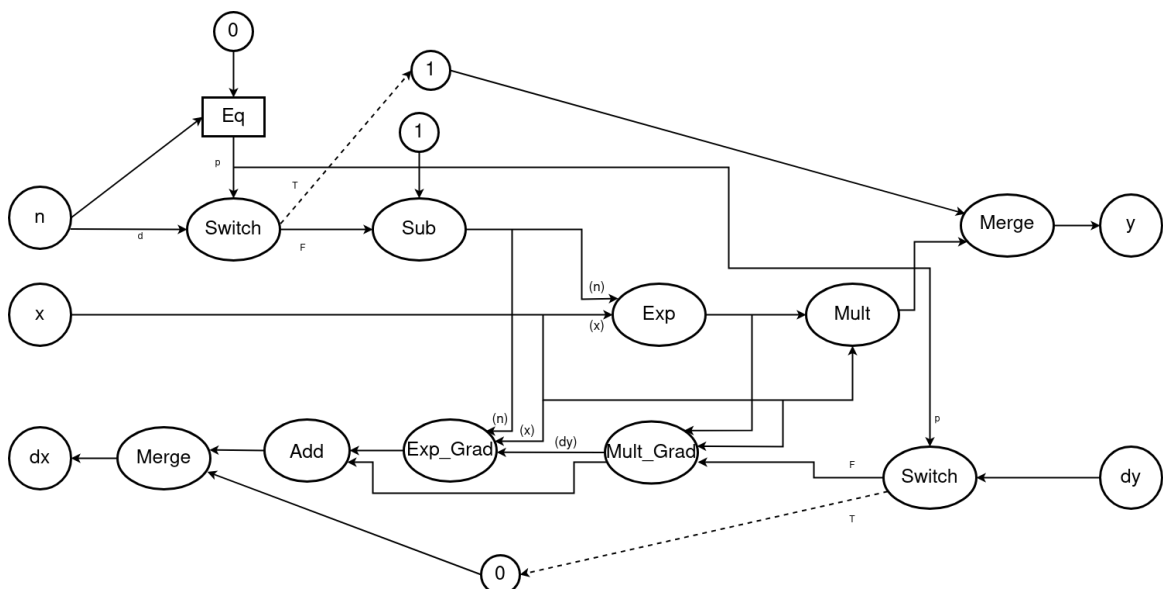 0
1
Eq
1
p
T
n
d
Switch
F
Sub
Merge
y
(n)
x
Exp
Mult
(x)
p
(n)
(x)
(dy)
dx
Merge
Add
Exp_Grad
Mult_Grad
F
Switch
dy
T
0